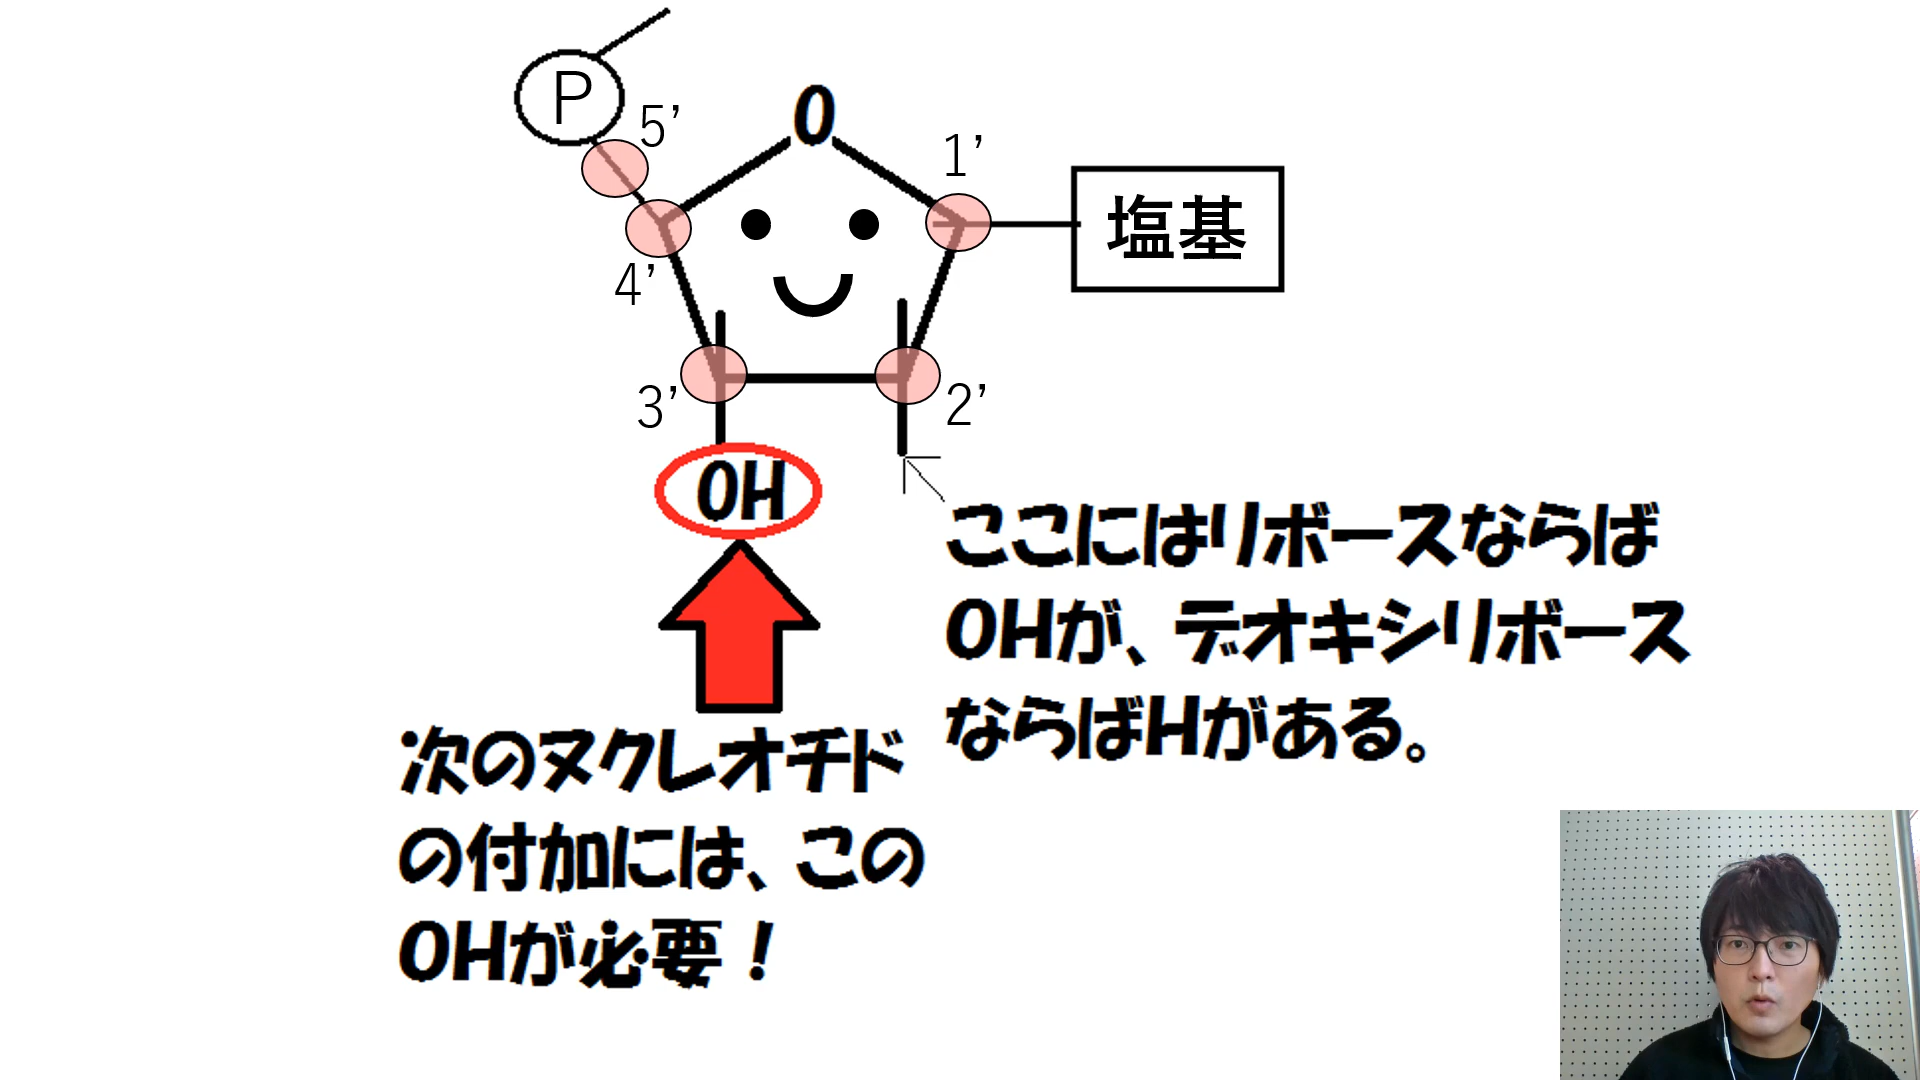 P
5’
O
1’
塩基
4’
3’
2’
OH
ここにはリボースならば
OHが、デオキシリボース
ならばHがある。
次のヌクレオチド
の付加には、この
OHが必要！